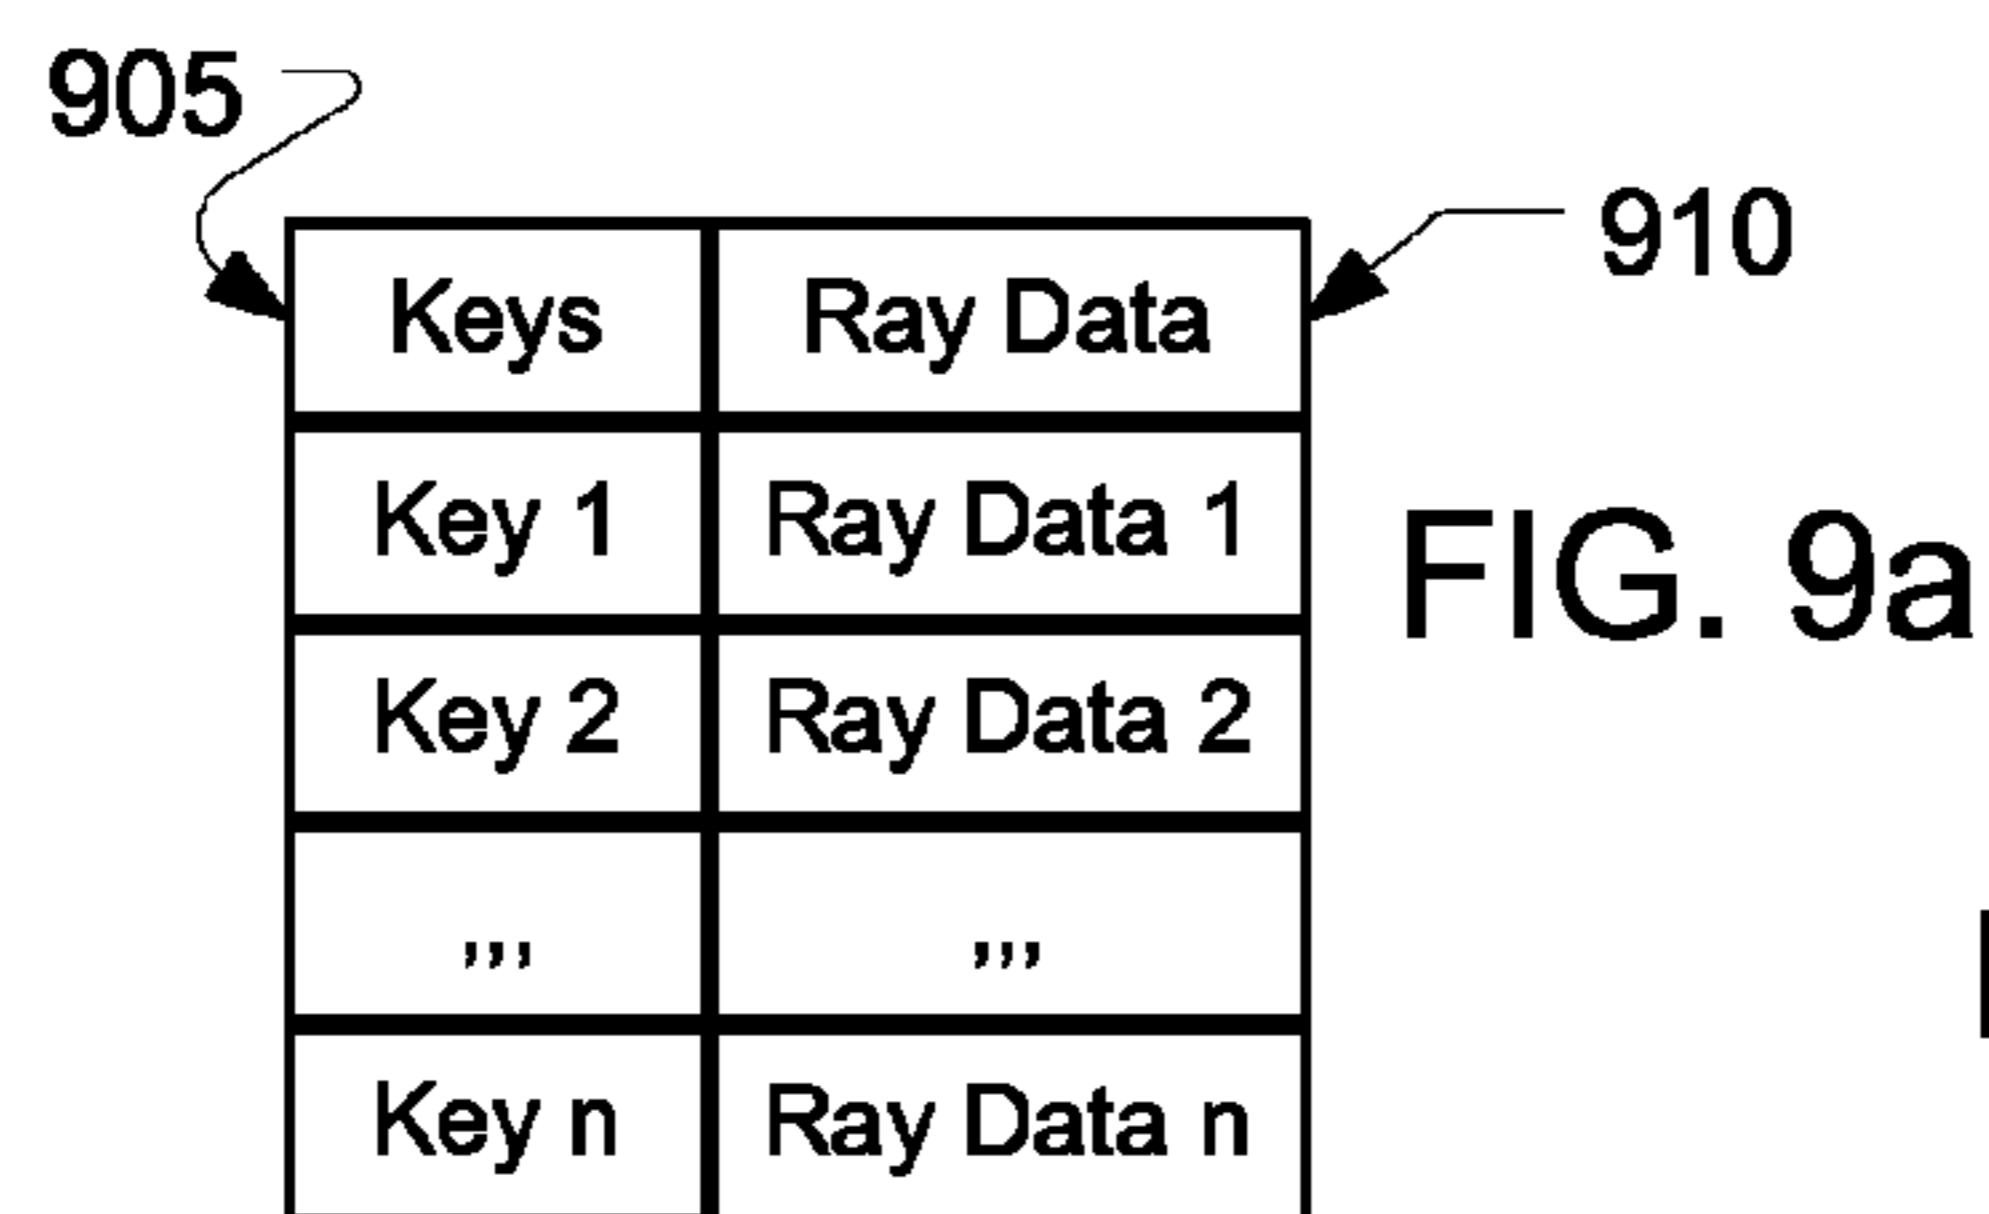 905
910
Keys Ray Data
Key 1 Ray Data 1
FIG. 9a
Key 2 Ray Data 2
,,, ,,,
Key n Ray Data n